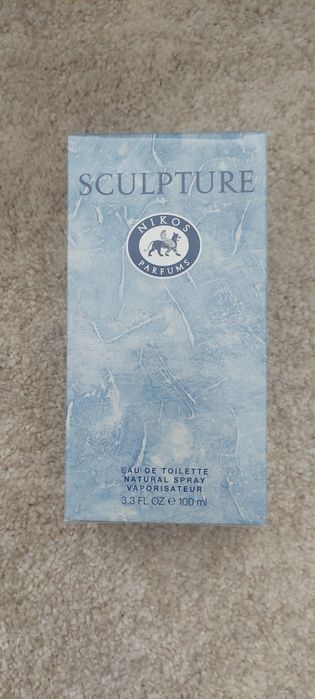 SCULPTURE
NIKOS
PARFUMS
EAU DE TOILETTE
NATURAL SPRAY
VAPORISATEUR
3.3 FL OZ ℮ 100 ml